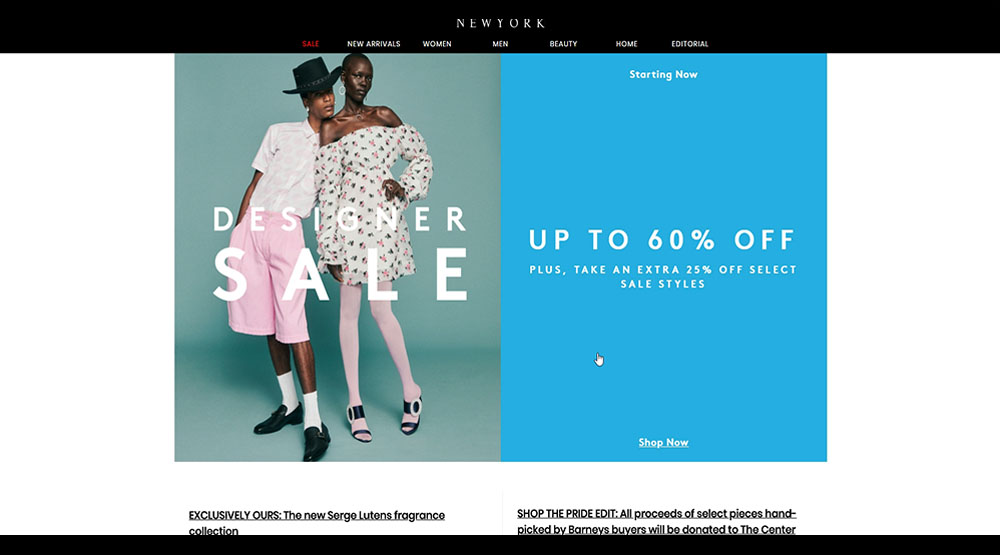 NEWYORK
SALE NEW ARRIVALS WOMEN MEN BEAUTY HOME EDITORIAL
DESIGNER
SALE
Starting Now
UP TO 60% OFF
PLUS, TAKE AN EXTRA 25% OFF SELECT
SALE STYLES
Shop Now
EXCLUSIVELY OURS: The new Serge Lutens fragrance
collection
SHOP THE PRIDE EDIT: All proceeds of select pieces hand-
picked by Barneys buyers will be donated to The Center